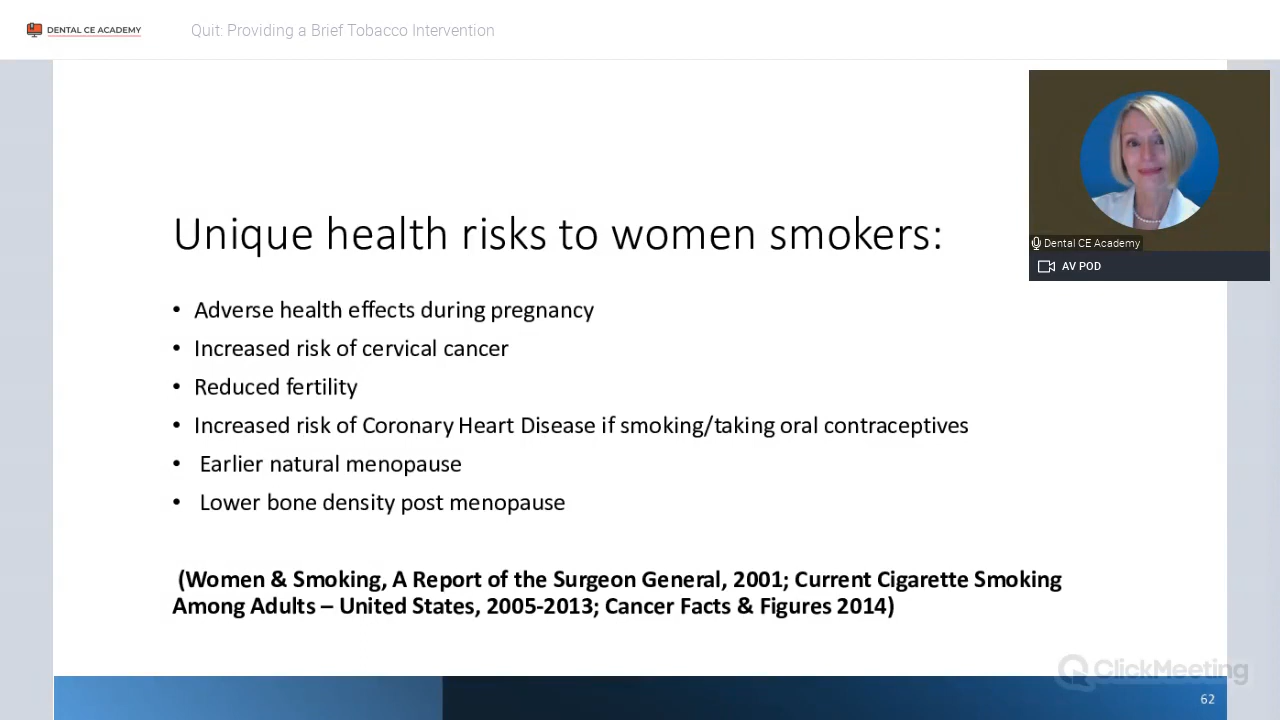 DENTAL CE ACADEMY
Quit: Providing a Brief Tobacco Intervention
Dental CE Academy
AV POD
Unique health risks to women smokers:
• Adverse health effects during pregnancy
• Increased risk of cervical cancer
• Reduced fertility
• Increased risk of Coronary Heart Disease if smoking/taking oral contraceptives
• Earlier natural menopause
• Lower bone density post menopause
(Women & Smoking, A Report of the Surgeon General, 2001; Current Cigarette Smoking
Among Adults – United States, 2005-2013; Cancer Facts & Figures 2014)
ClickMeeting
62